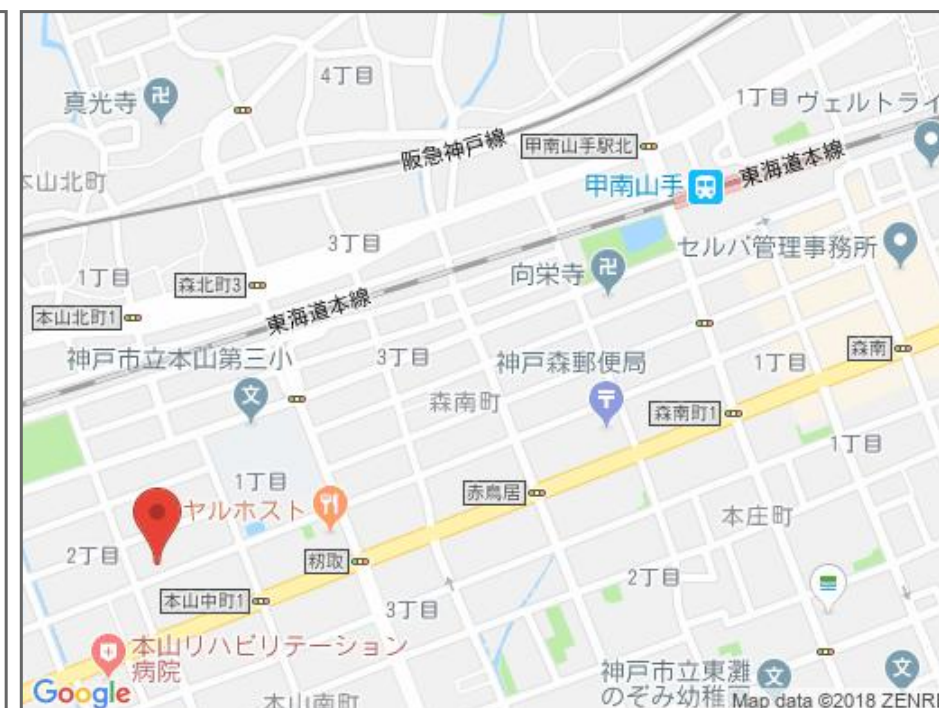 4丁目
真光寺
1丁目
ヴェルトライ
阪急神戸線
甲南山手駅北
東海道本線
本山北町
甲南山手
3丁目
セルバ管理事務所
向栄寺
1丁目
森北町3
本山北町1
東海道本線
神戸市立本山第三小
3丁目
神戸森郵便局
1丁目
森南
森南町
森南町1
1丁目
1丁目
赤鳥居
ヤルホスト
本庄町
2丁目
籾取
2丁目
本山中町1
3丁目
本山リハビリテーション
病院
神戸市立東灘
のぞみ幼稚園
Google
本山南町
Map data ©2018 ZENRI